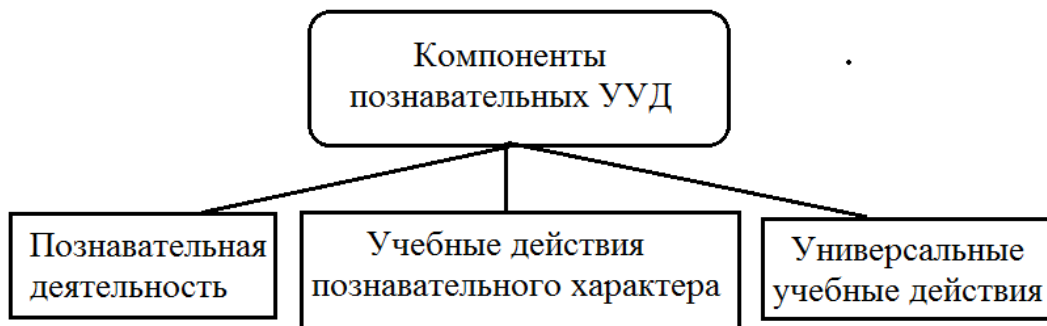 Компоненты
познавательных УУД
Познавательная
деятельность
Учебные действия
познавательного характера
Универсальные
учебные действия